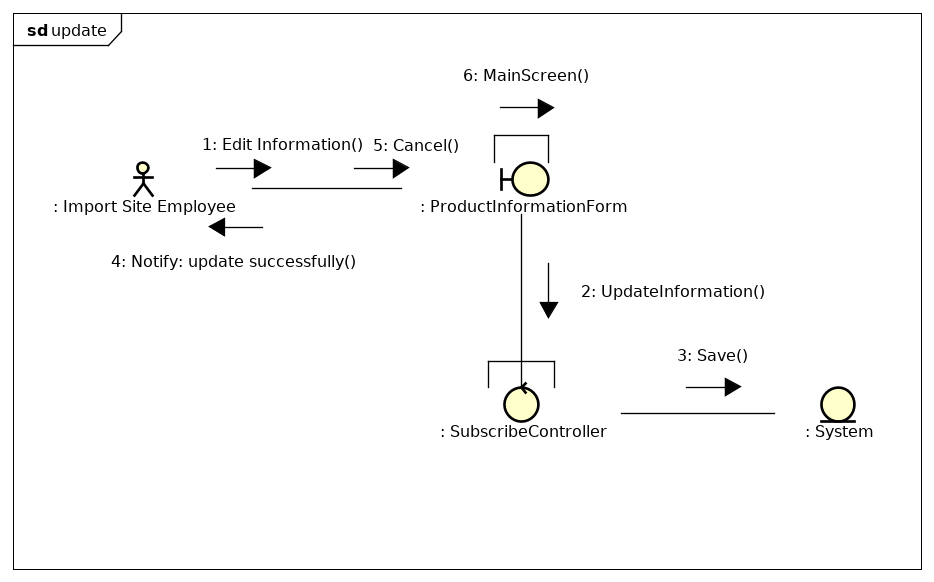 sd update
6: MainScreen()
1: Edit Information() 5: Cancel()
: Import Site Employee
: ProductInformationForm
4: Notify: update successfully()
2: UpdateInformation()
3: Save()
: SubscribeController
: System